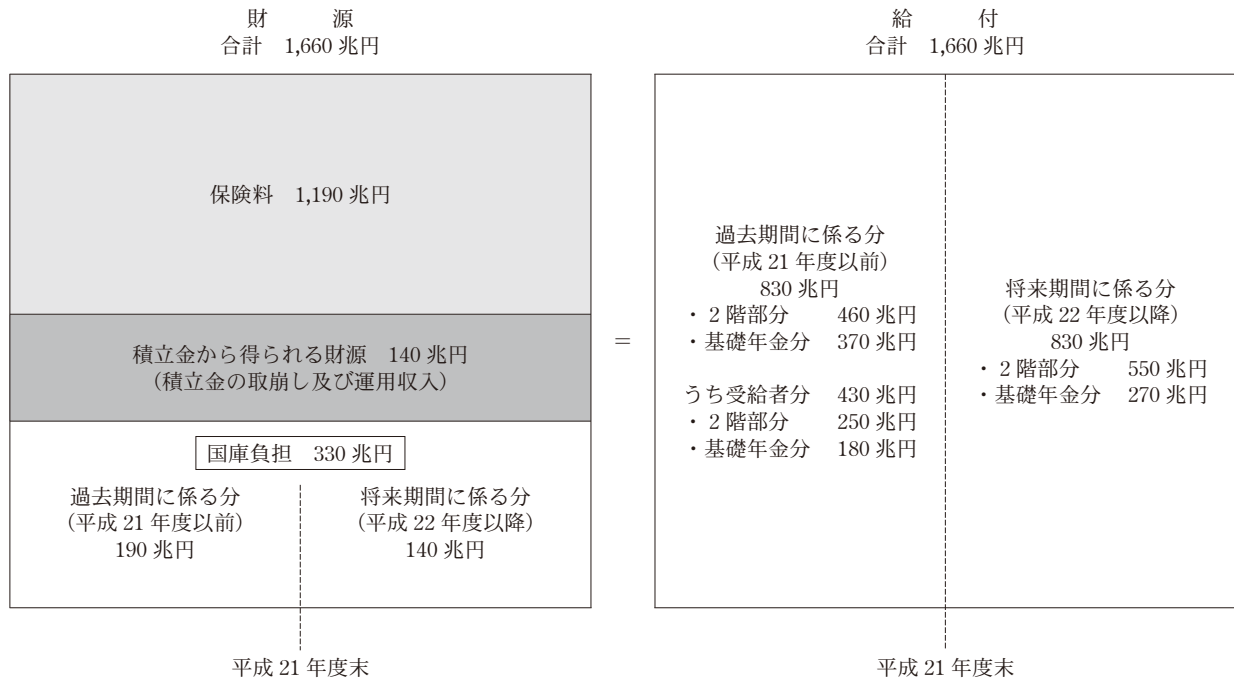 財 源
合計 1,660 兆円
保険料 1,190 兆円
積立金から得られる財源 140 兆円
(積立金の取崩し及び運用収入)
国庫負担 330 兆円
過去期間に係る分
(平成 21 年度以前)
190 兆円
将来期間に係る分
(平成 22 年度以降)
140 兆円
平成 21 年度末
=
給 付
合計 1,660 兆円
過去期間に係る分
(平成 21 年度以前)
830 兆円
・ 2 階部分 460 兆円
・基礎年金分 370 兆円
うち受給者分 430 兆円
・ 2 階部分 250 兆円
・基礎年金分 180 兆円
将来期間に係る分
(平成 22 年度以降)
830 兆円
・ 2 階部分 550 兆円
・基礎年金分 270 兆円
平成 21 年度末